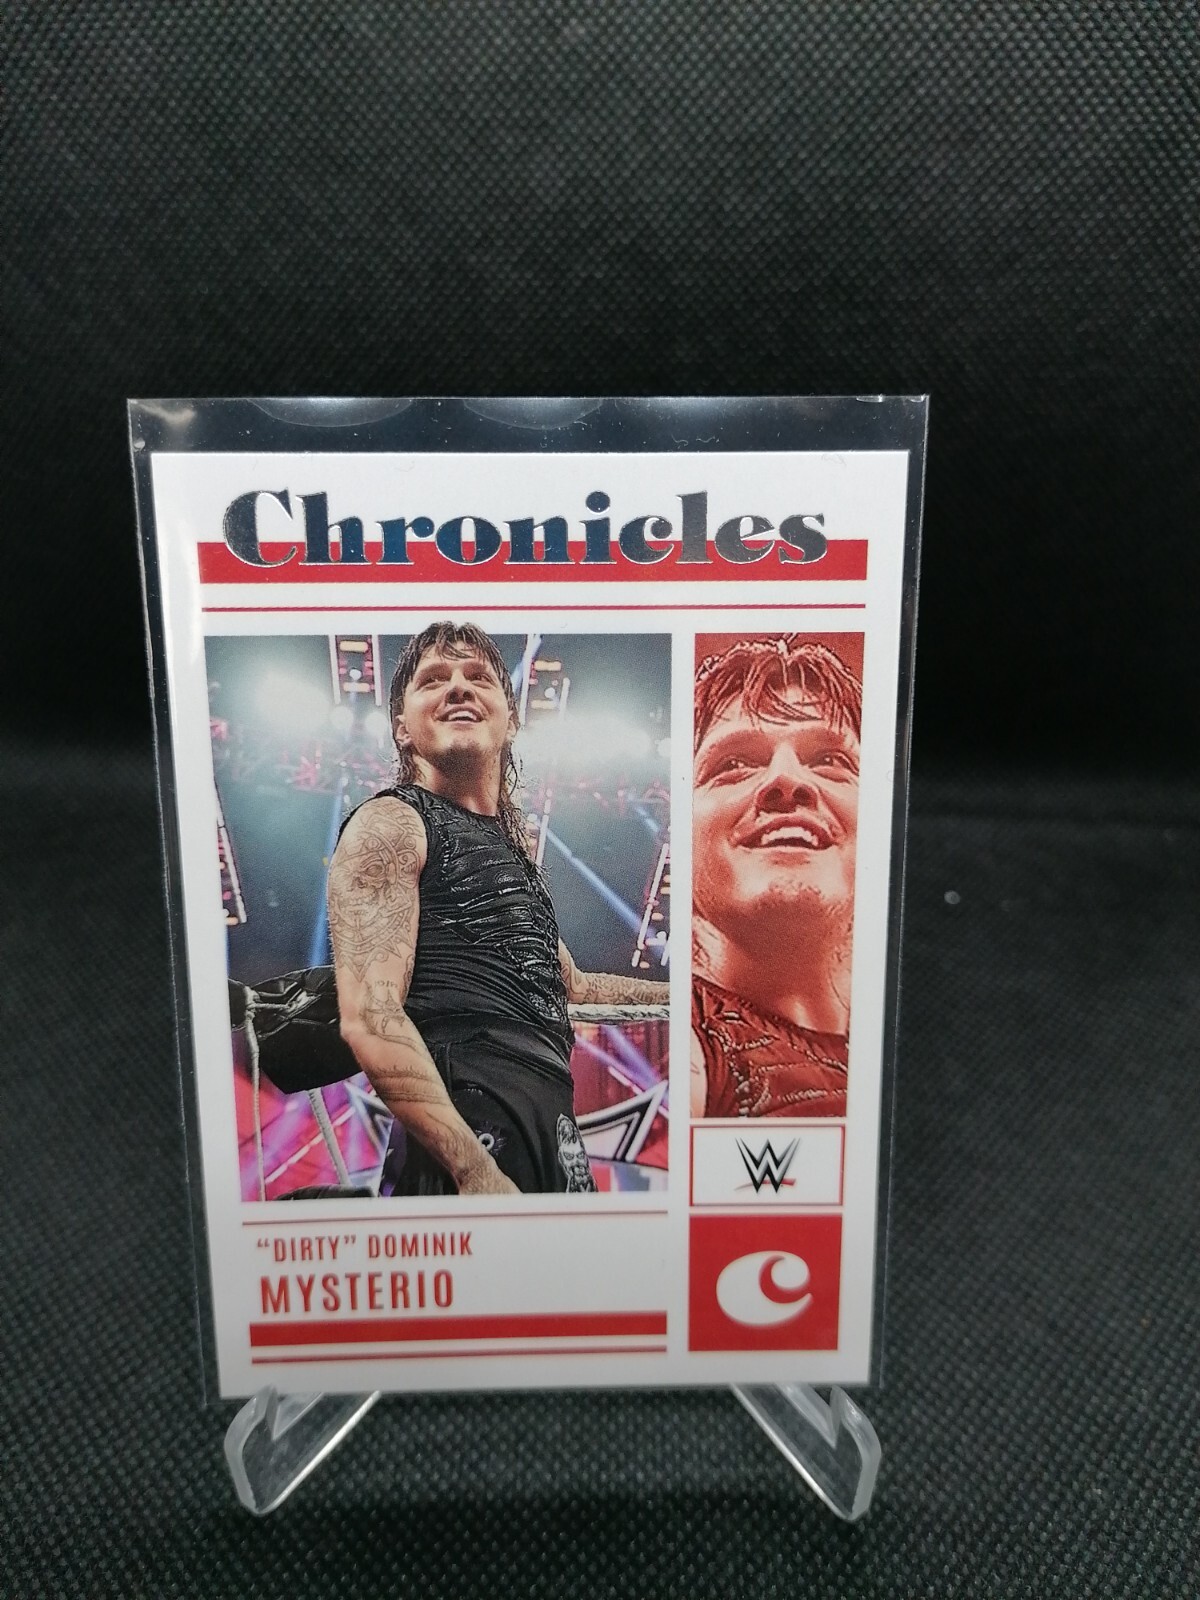 Chronicles
W
C
“DIRTY” DOMINIK
MYSTERIO